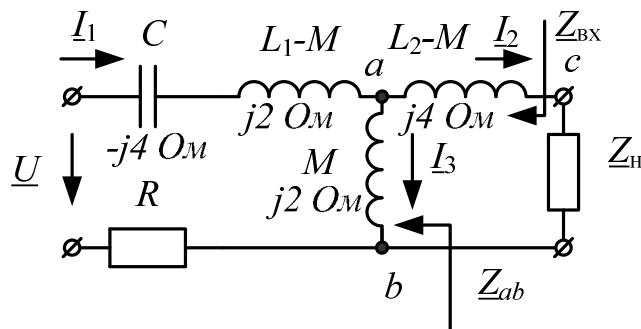 I1 C L1-M L2-M I2 Zвх
a c
j2 Ом j4 Ом
-j4 Ом
U R M I3 Zн
j2 Ом
b Zab